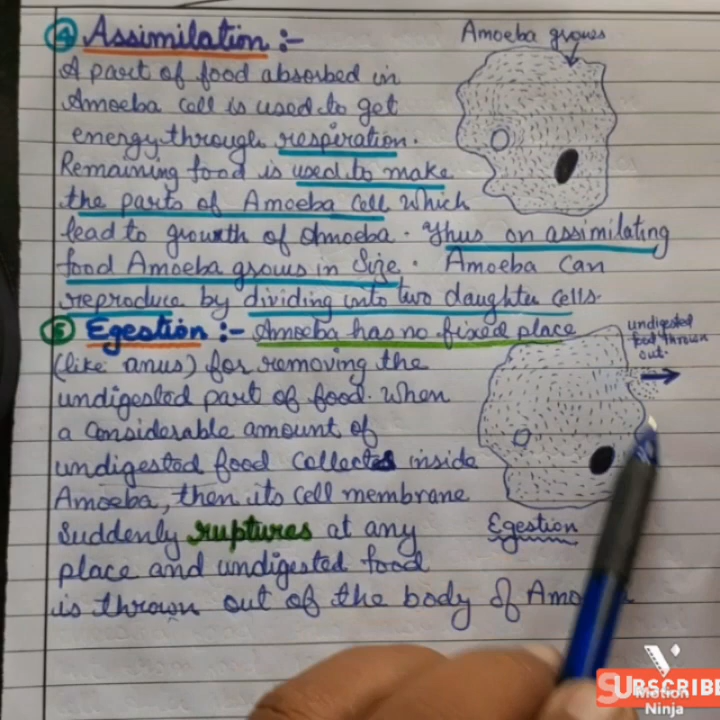 4 Assimilation :-
Amoeba grows
A part of food absorbed in
Amoeba cell is used to get
energy through respiration.
Remaining food is used to make
the parts of Amoeba cell which
lead to growth of Amoeba. Thus on assimilating
food Amoeba grows in size. Amoeba can
reproduce by dividing into two daughter cells.
5 Egestion :- Amoeba has no fixed place
undigested
food thrown
out.
(like anus) for removing the
undigested part of food. When
a considerable amount of
undigested food collects inside
Amoeba, then its cell membrane
suddenly ruptures at any
Egestion
place and undigested food
is thrown out of the body of
SUBSCRIBE
Motion
Ninja